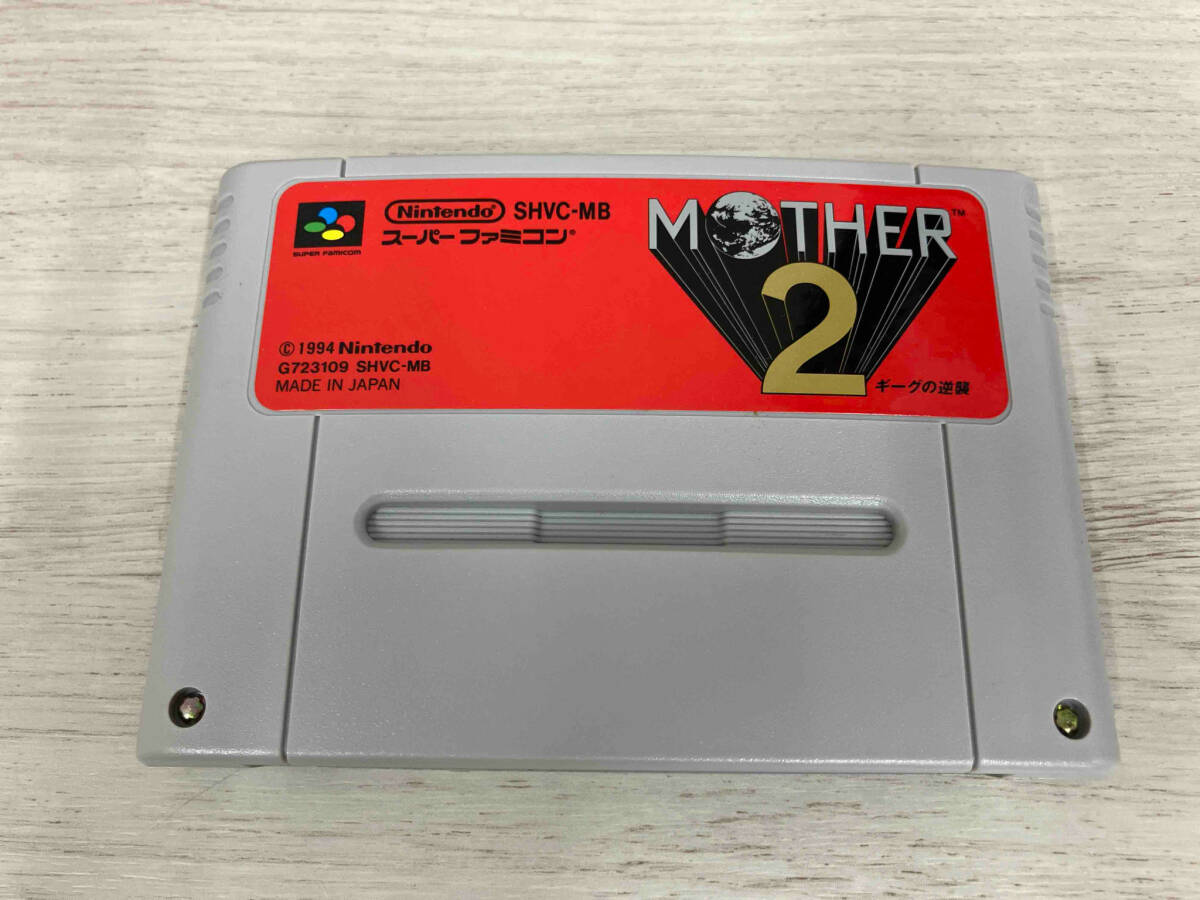 SUPER FAMICOM
Nintendo® SHVC-MB
スーパーファミコン®
MOTHER™
2
ギーグの逆襲
©1994 Nintendo
G723109 SHVC-MB
MADE IN JAPAN